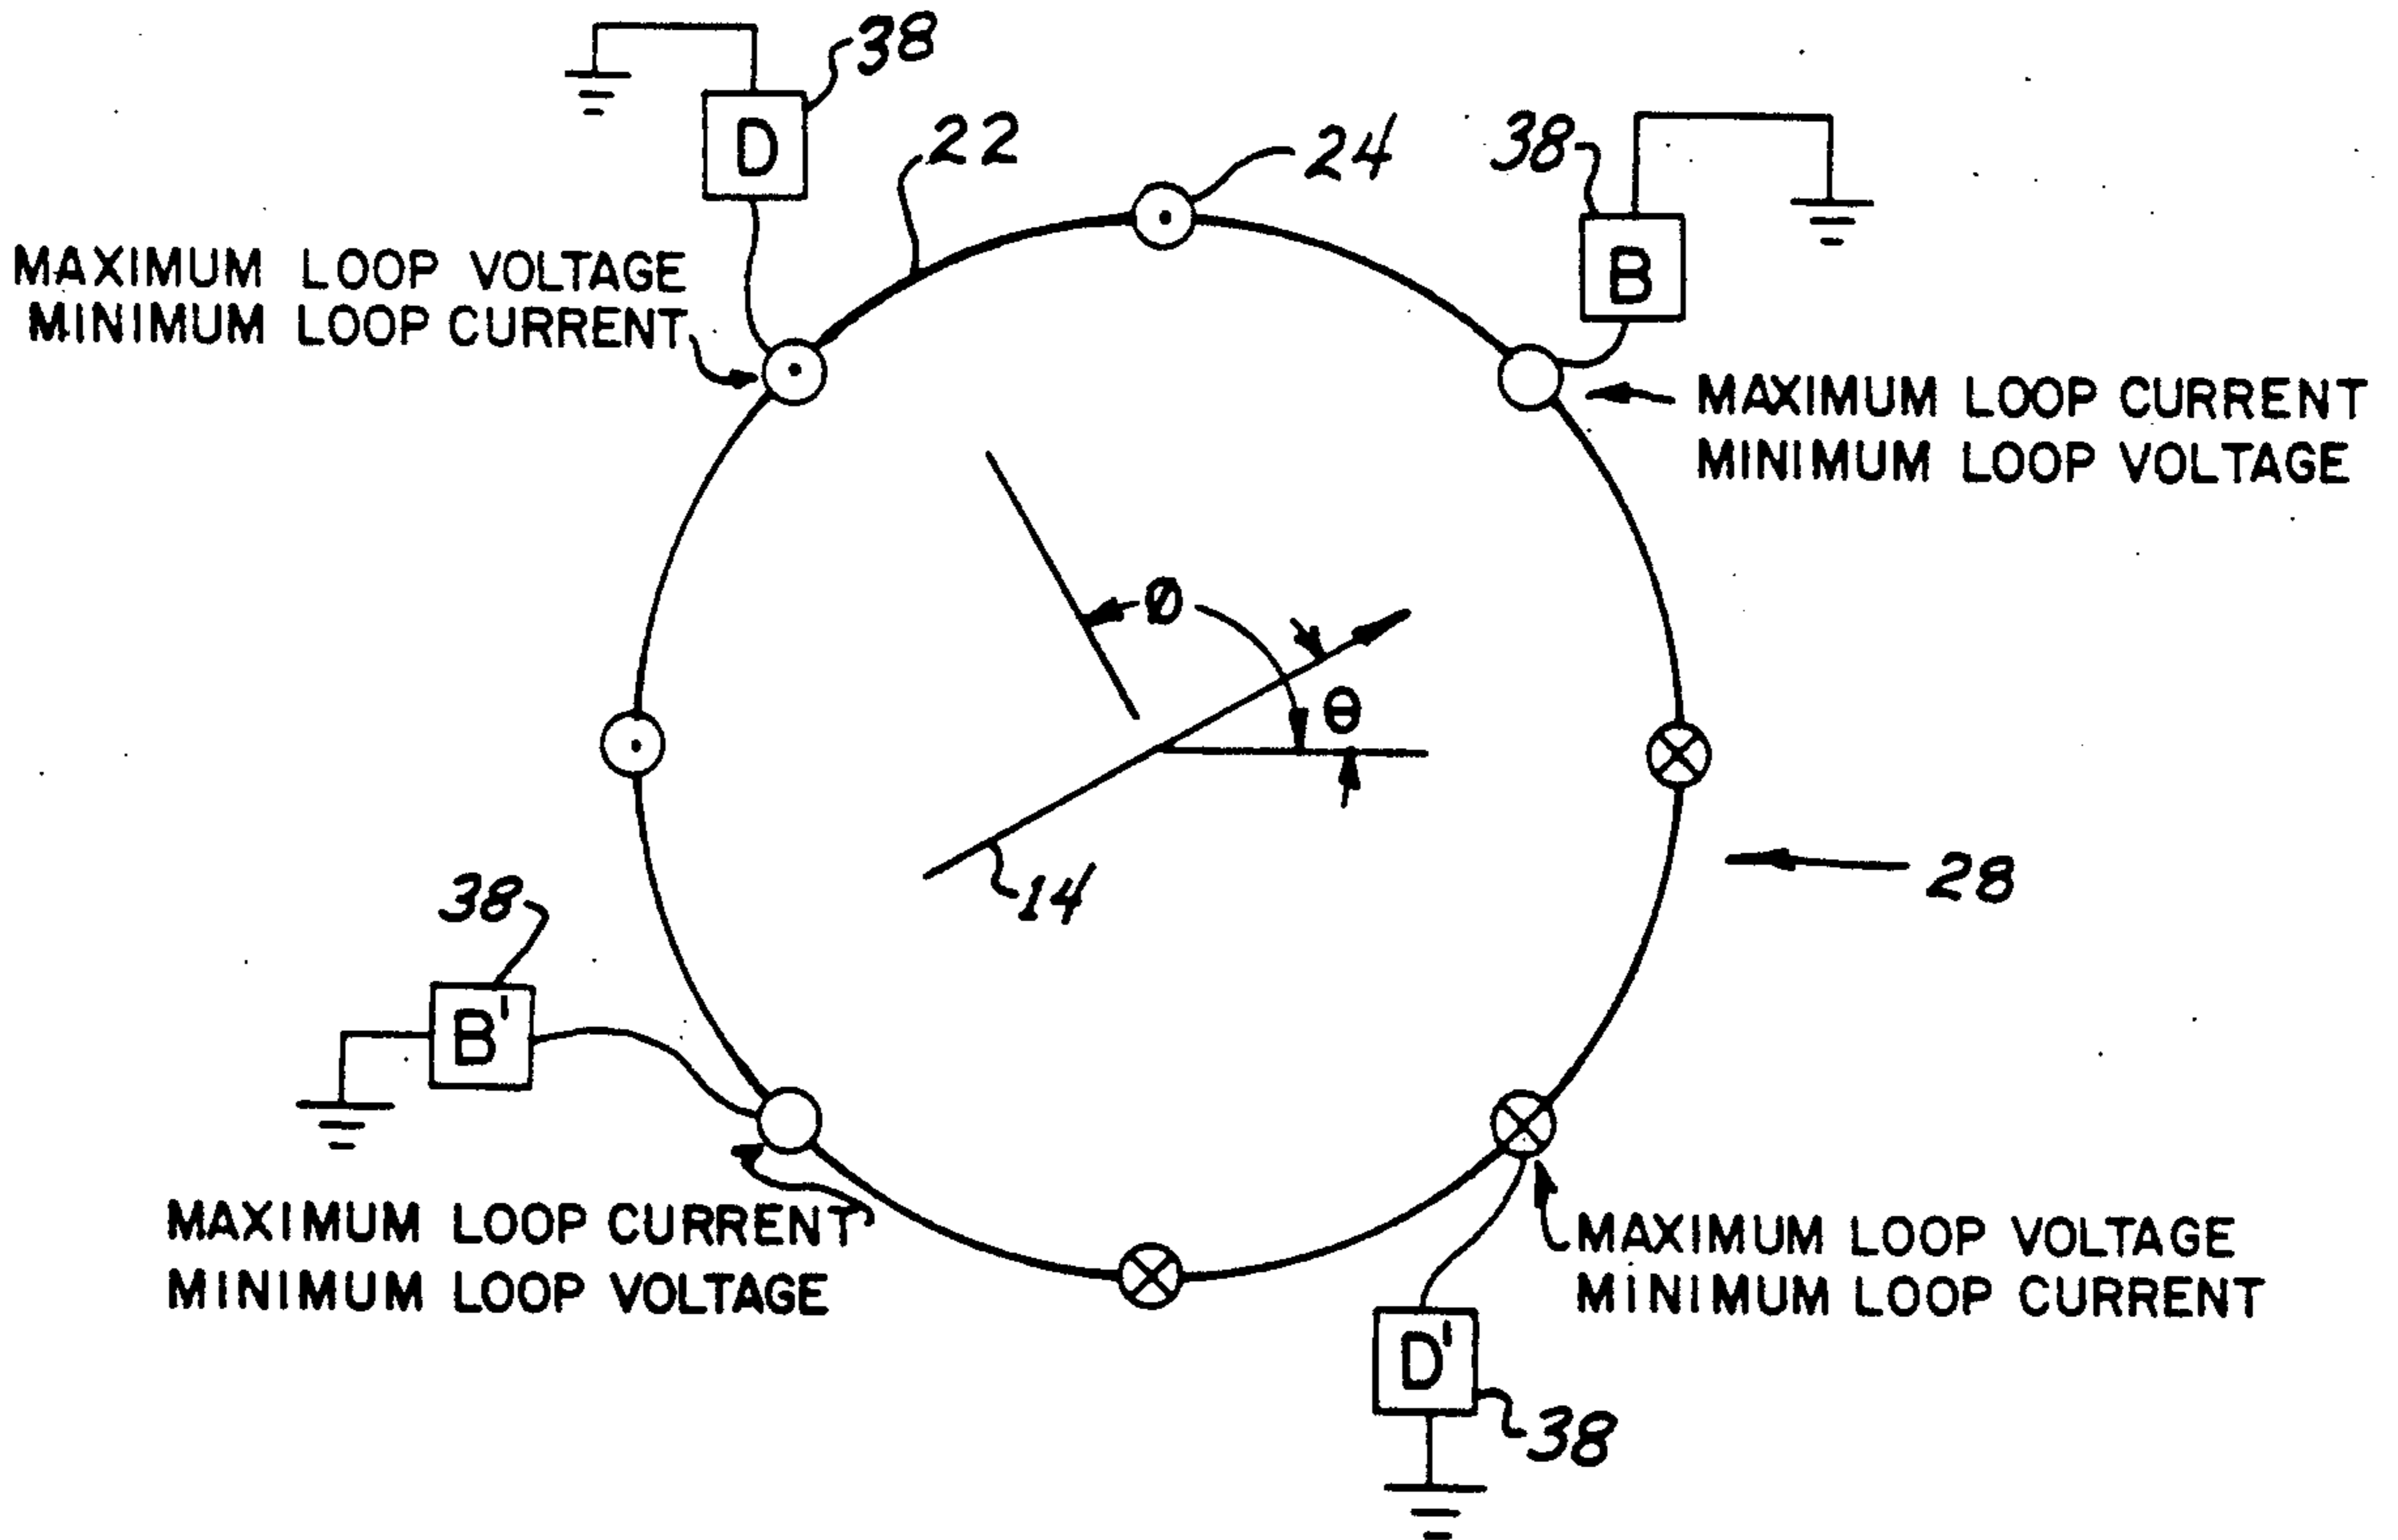 38
D
22
24
38
B
MAXIMUM LOOP VOLTAGE
MINIMUM LOOP CURRENT
MAXIMUM LOOP CURRENT
MINIMUM LOOP VOLTAGE
Ø
θ
14
28
38
B'
MAXIMUM LOOP CURRENT
MINIMUM LOOP VOLTAGE
MAXIMUM LOOP VOLTAGE
MINIMUM LOOP CURRENT
D'
38